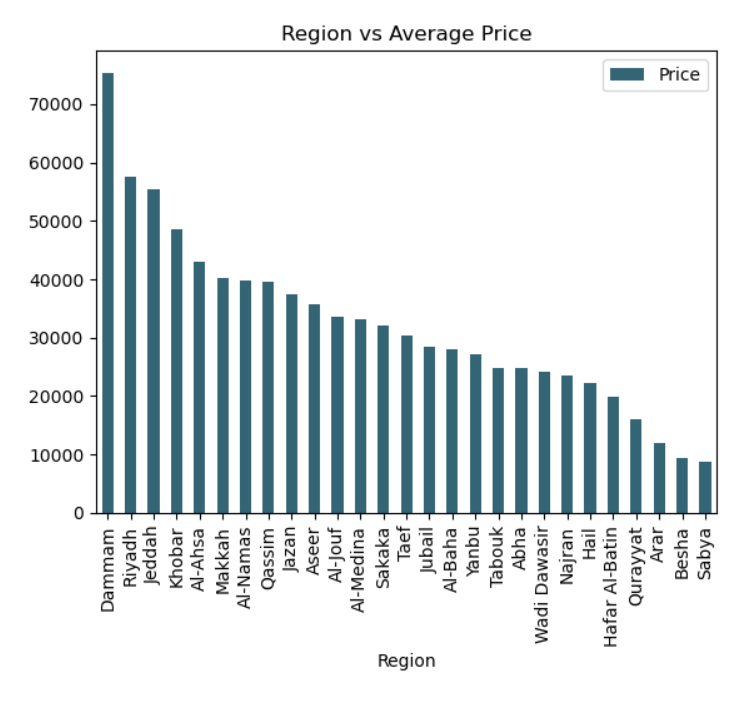 Region vs Average Price
Price
70000
60000
50000
40000
30000
20000
10000
0
Dammam
Riyadh
Jeddah
Khobar
Al-Ahsa
Makkah
Al-Namas
Qassim
Jazan
Aseer
Al-Jouf
Al-Medina
Sakaka
Taef
Jubail
Al-Baha
Yanbu
Tabouk
Abha
Wadi Dawasir
Najran
Hail
Hafar Al-Batin
Qurayyat
Arar
Besha
Sabya
Region